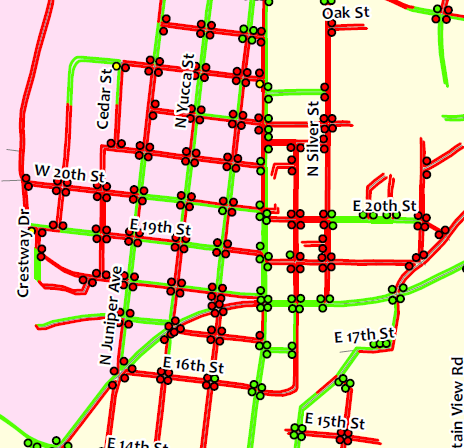 Oak St
Cedar St
N Yucca St
N Silver St
W 20th St
E 20th St
E 19th St
Crestway Dr
N Juniper Ave
E 17th St
E 16th St
E 15th St
E 14th St
tain View Rd